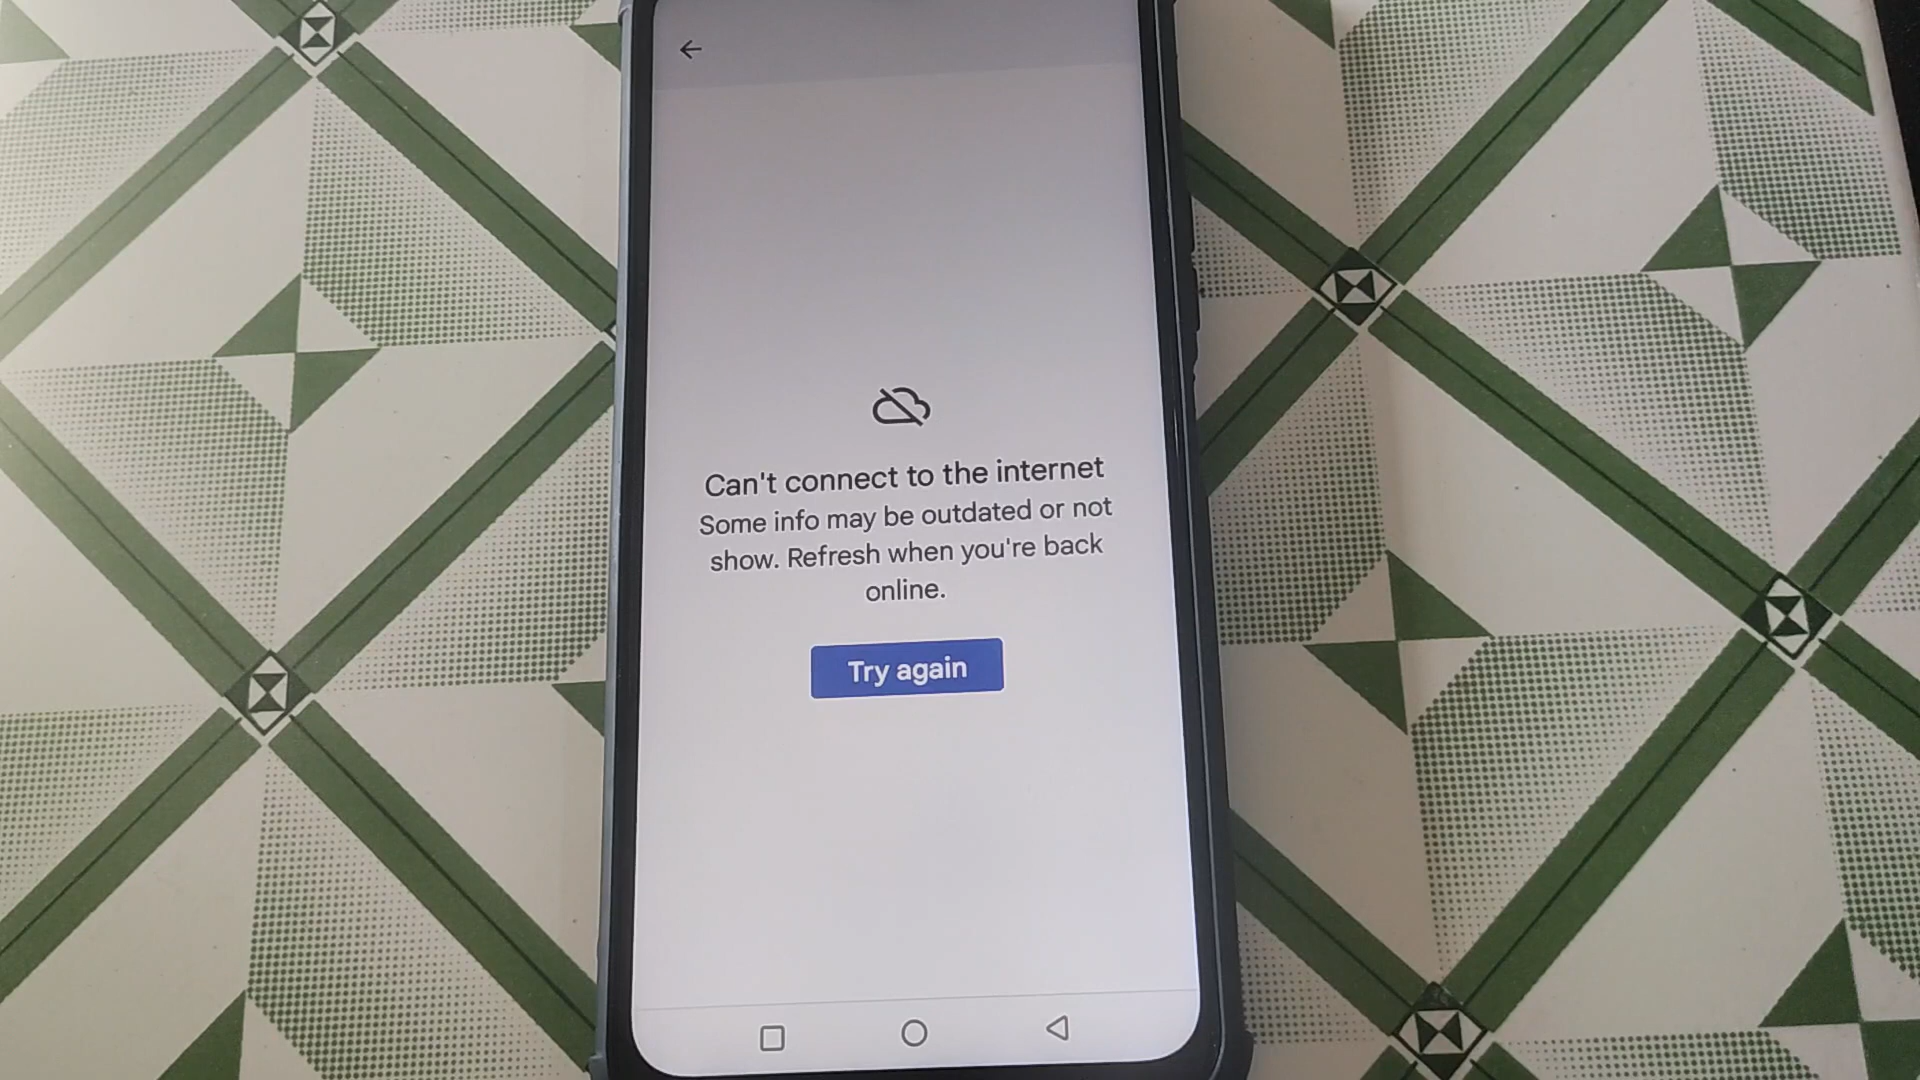 Can't connect to the internet
Some info may be outdated or not
show. Refresh when you're back
online.
Try again